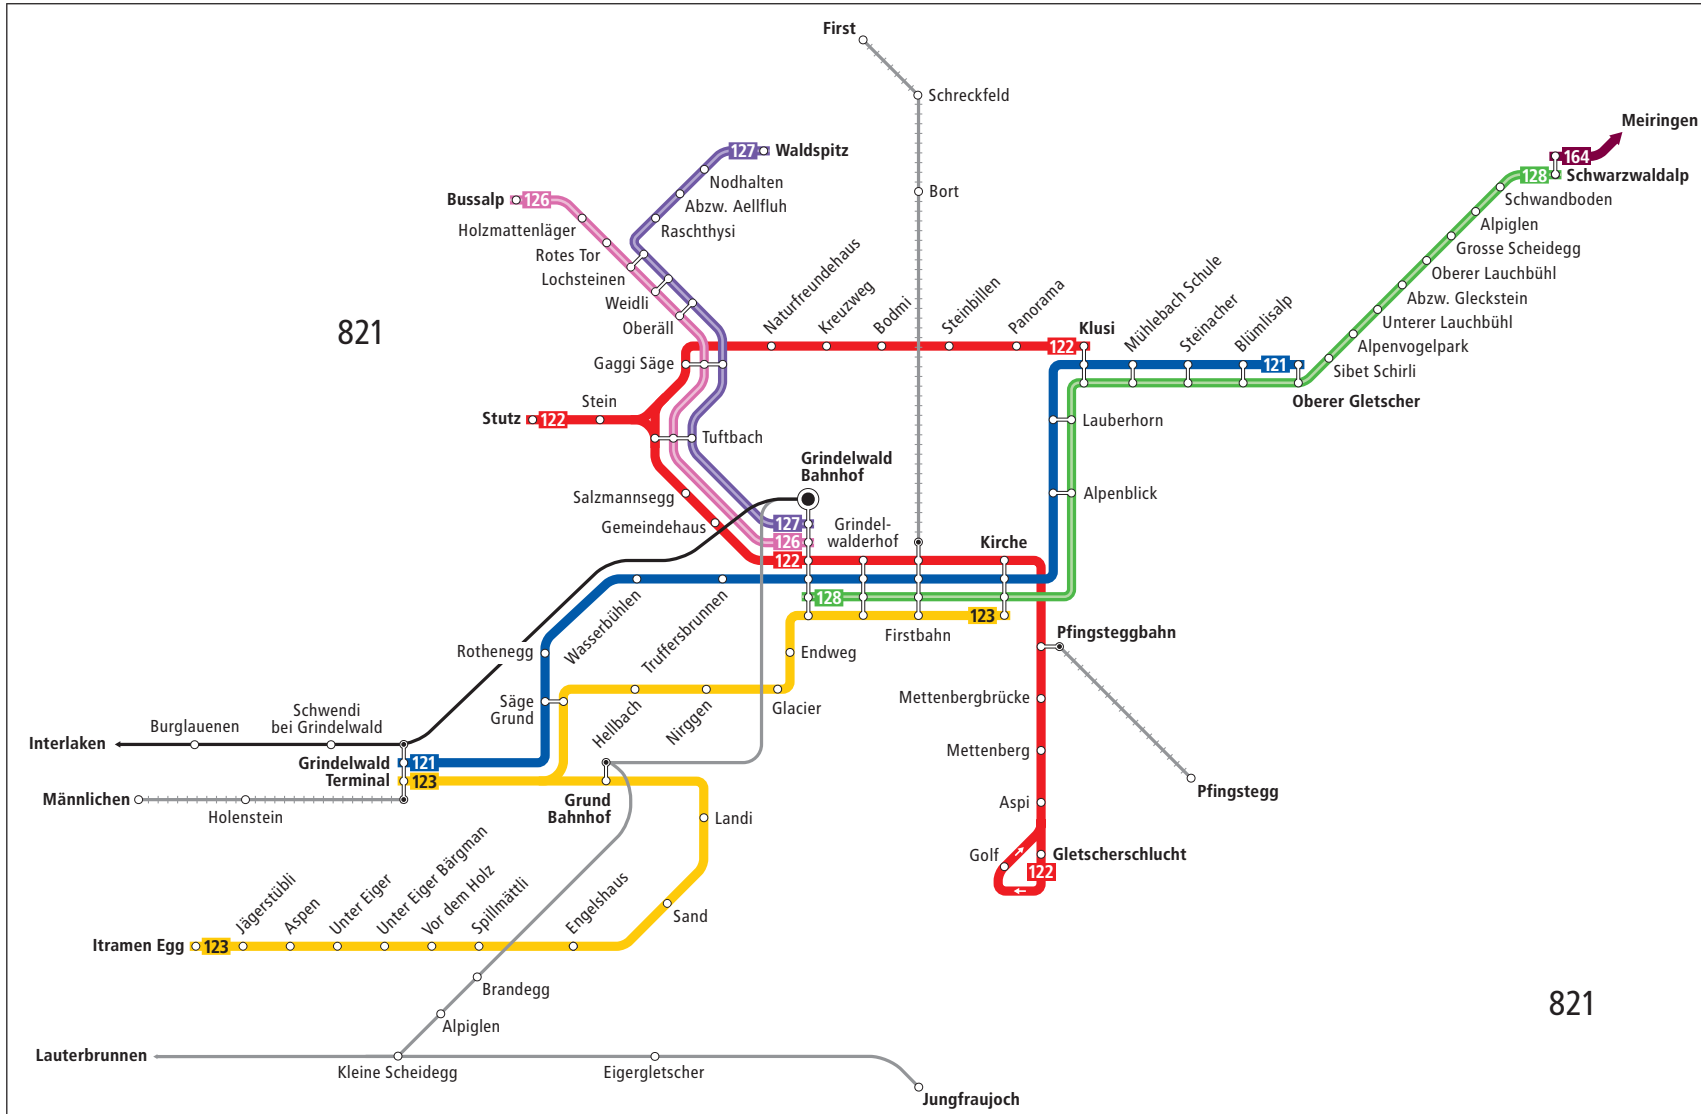 First
Schreckfeld
Meiringen
127
Waldspitz
164
128
Schwarzwaldalp
Nodhalten
Schwandboden
Bussalp
126
Bort
Abzw. Aellfluh
Alpiglen
Holzmattenläger
Raschthysi
Grosse Scheidegg
Rotes Tor
Oberer Lauchbühl
Lochsteinen
Abzw. Gleckstein
Weidli
Unterer Lauchbühl
Oberäll
Alpenvogelpark
821
Naturfreundehaus
Kreuzweg
Bodmi
Steinbillen
Panorama
122
Klusi
Mühlebach Schule
Steinacher
Blümlisalp
121
Sibet Schirli
Gaggi Säge
Oberer Gletscher
Stein
Stutz
122
Lauberhorn
Tuftbach
Grindelwald
Bahnhof
Salzmannsegg
Alpenblick
Gemeindehaus
127
126
122
Grindel-
walderhof
Kirche
128
123
Firstbahn
Wasserbühlen
Truffersbrunnen
Rothenegg
Endweg
Pfingsteggbahn
Säge
Grund
Hellbach
Nirggen
Glacier
Mettenbergbrücke
Schwendi
bei Grindelwald
Burglauenen
Interlaken
Mettenberg
Grindelwald
Terminal
121
123
Männlichen
Holenstein
Grund
Bahnhof
Landi
Pfingstegg
Aspi
Golf
Gletscherschlucht
122
Itramen Egg
123
Jägerstübli
Aspen
Unter Eiger
Unter Eiger Bärgman
Vor dem Holz
Spillmättli
Engelshaus
Sand
Brandegg
821
Alpiglen
Lauterbrunnen
Kleine Scheidegg
Eigergletscher
Jungfraujoch